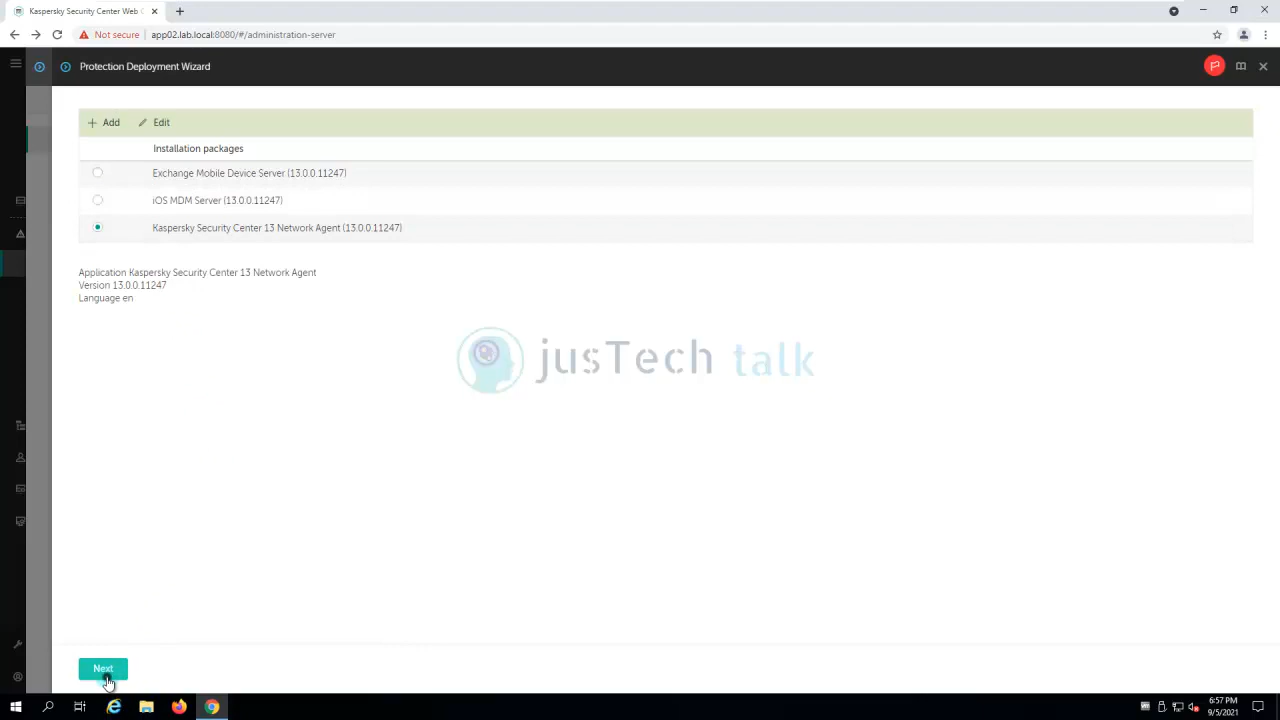 Kaspersky Security Center Web C
Not secure
app02.lab.local:8080/#/administration-server
Protection Deployment Wizard
Add
Edit
Installation packages
Exchange Mobile Device Server (13.0.0.11247)
iOS MDM Server (13.0.0.11247)
Kaspersky Security Center 13 Network Agent (13.0.0.11247)
Application Kaspersky Security Center 13 Network Agent
Version 13.0.0.11247
Language en
jusTech talk
Next
6:57 PM
9/5/2021